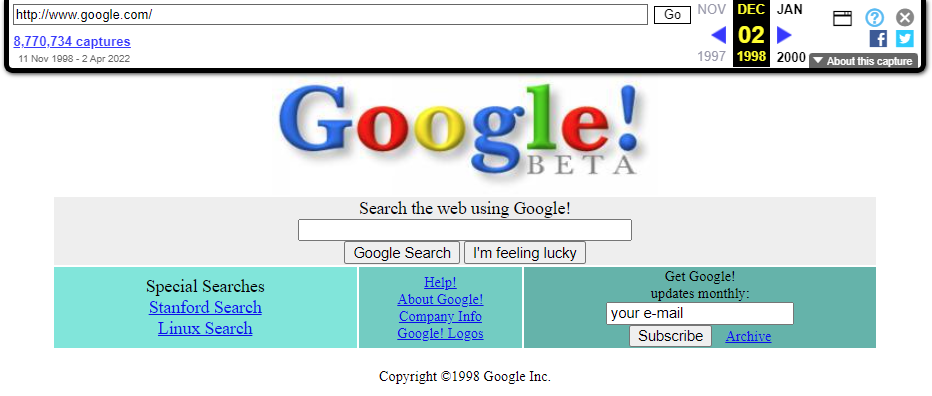 http://www.google.com/
Go
NOV DEC JAN
8,770,734 captures
02
11 Nov 1998 - 2 Apr 2022
1997 1998 2000
About this capture
Google!
BETA
Search the web using Google!
Google Search I'm feeling lucky
Special Searches
Stanford Search
Linux Search
Help!
About Google!
Company Info
Google! Logos
Get Google!
updates monthly:
your e-mail
Subscribe Archive
Copyright ©1998 Google Inc.